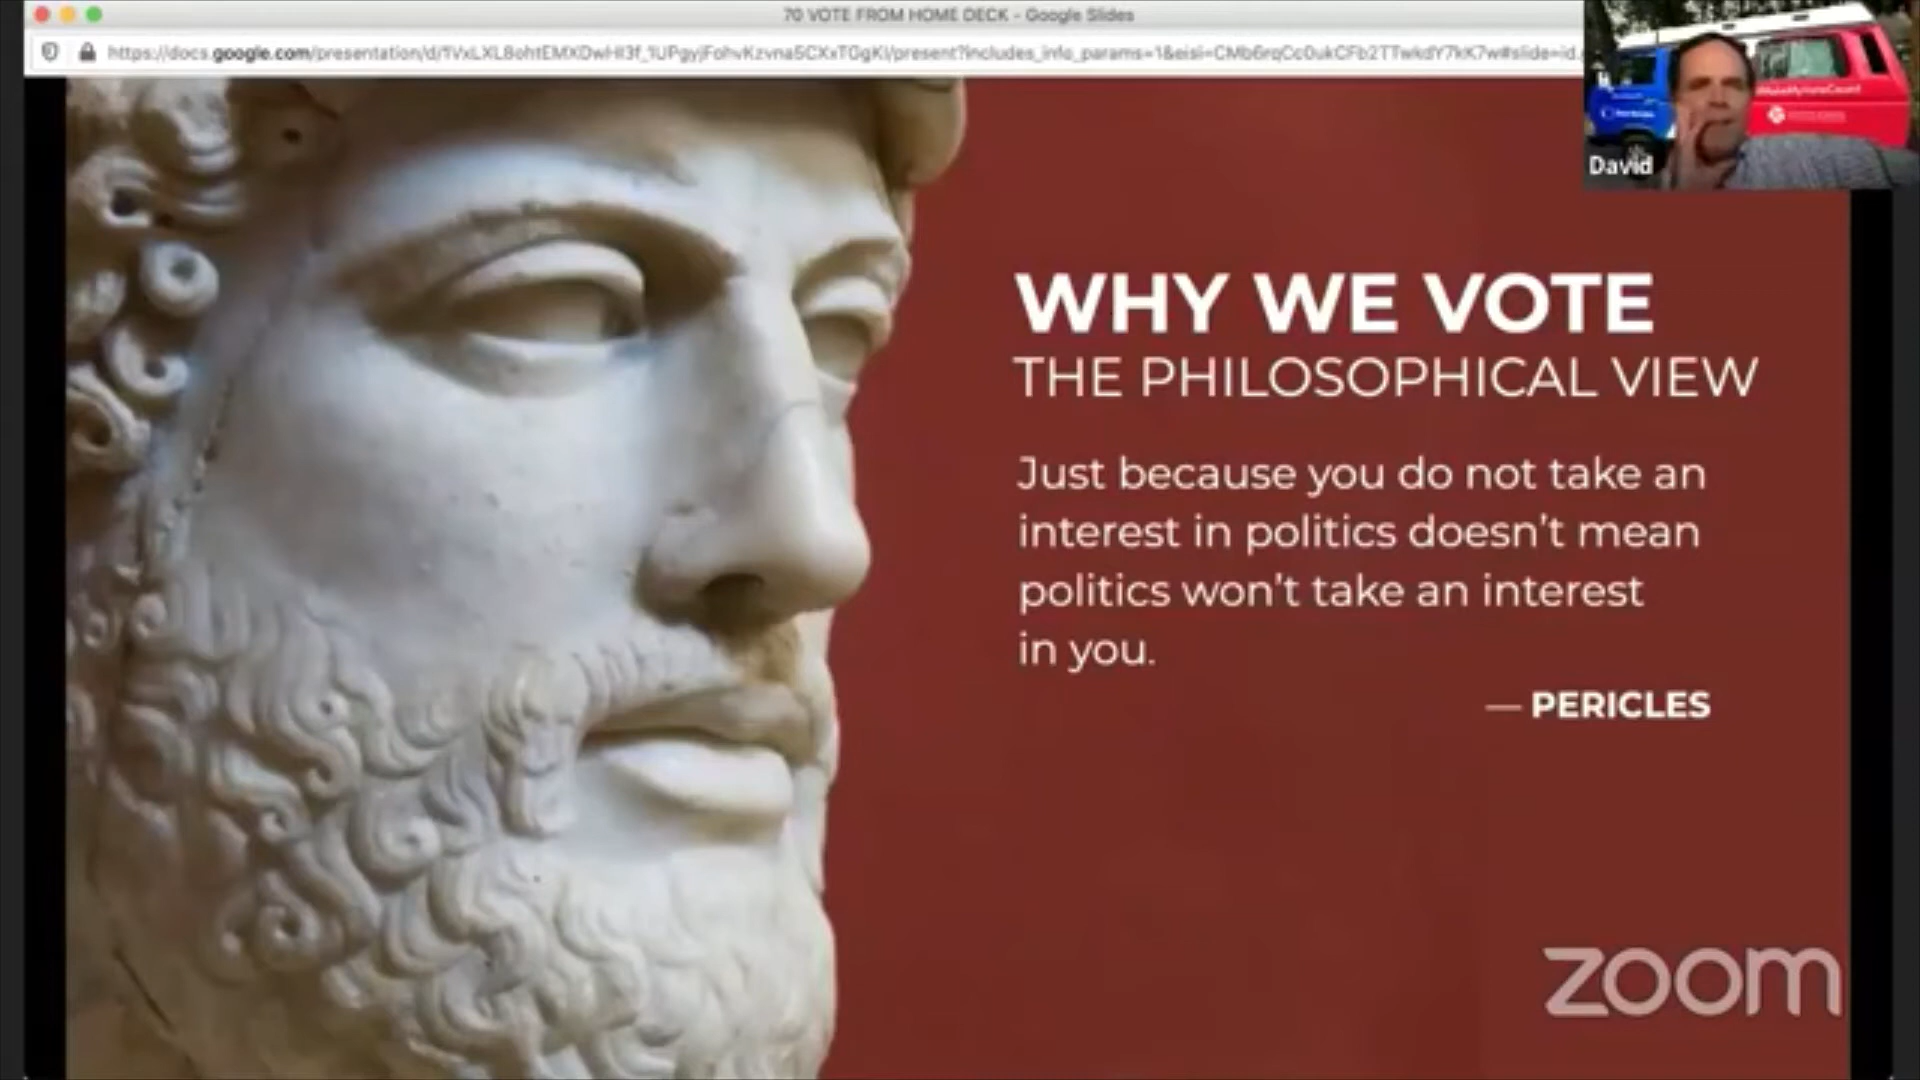 70 VOTE FROM HOME DECK - Google Slides
David
WHY WE VOTE
THE PHILOSOPHICAL VIEW
Just because you do not take an
interest in politics doesn't mean
politics won't take an interest
in you.
— PERICLES
zoom